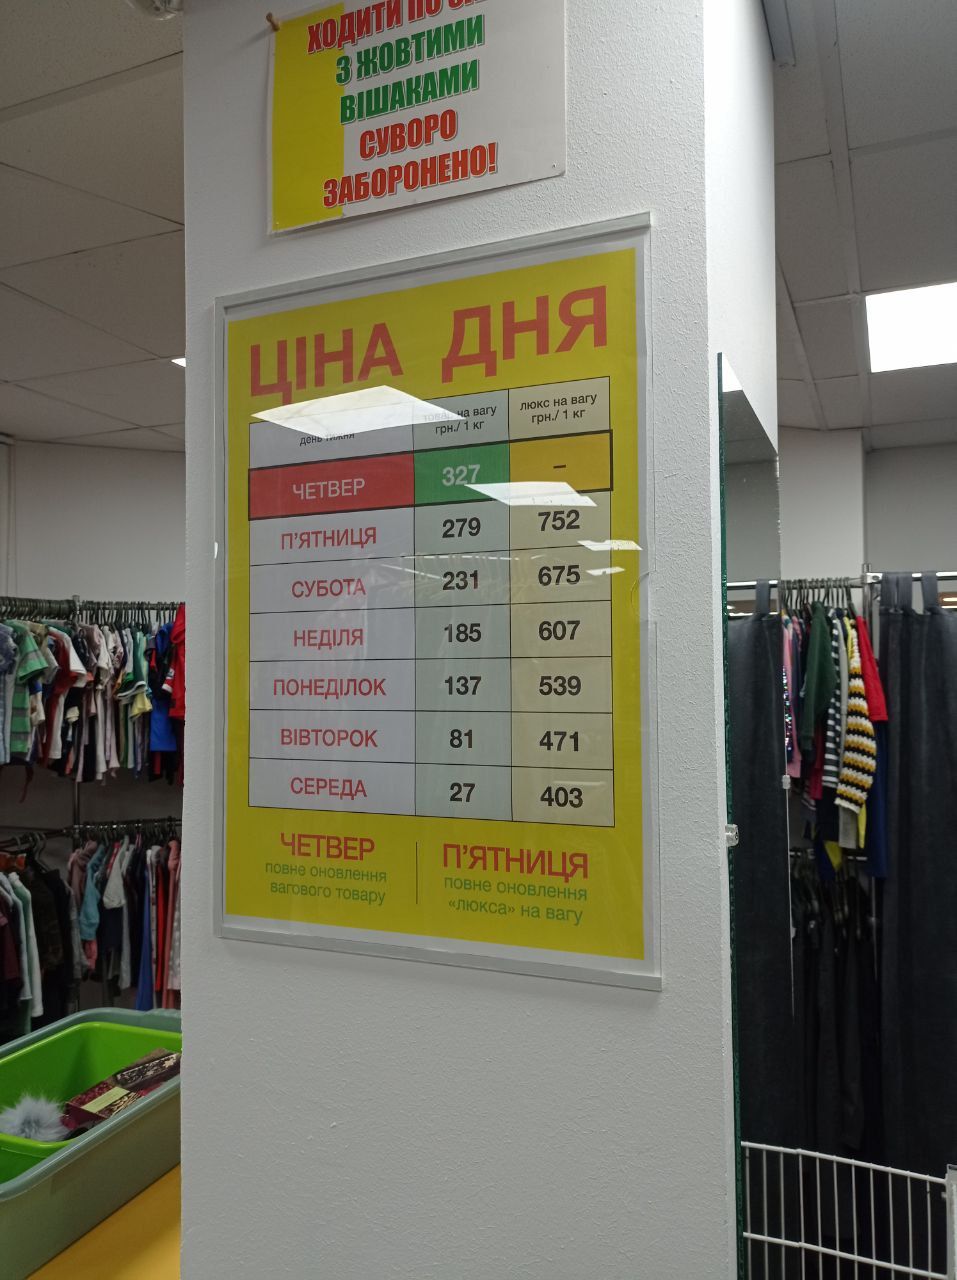 ХОДИТИ ПО
З ЖОВТИМИ
ВІШАКАМИ
СУВОРО
ЗАБОРОНЕНО!
ЦІНА ДНЯ
день тижня
товар на вагу
грн./ 1 кг
люкс на вагу
грн./ 1 кг
ЧЕТВЕР 327 –
П'ЯТНИЦЯ 279 752
СУБОТА 231 675
НЕДІЛЯ 185 607
ПОНЕДІЛОК 137 539
ВІВТОРОК 81 471
СЕРЕДА 27 403
ЧЕТВЕР
повне оновлення
вагового товару
П'ЯТНИЦЯ
повне оновлення
«люкса» на вагу